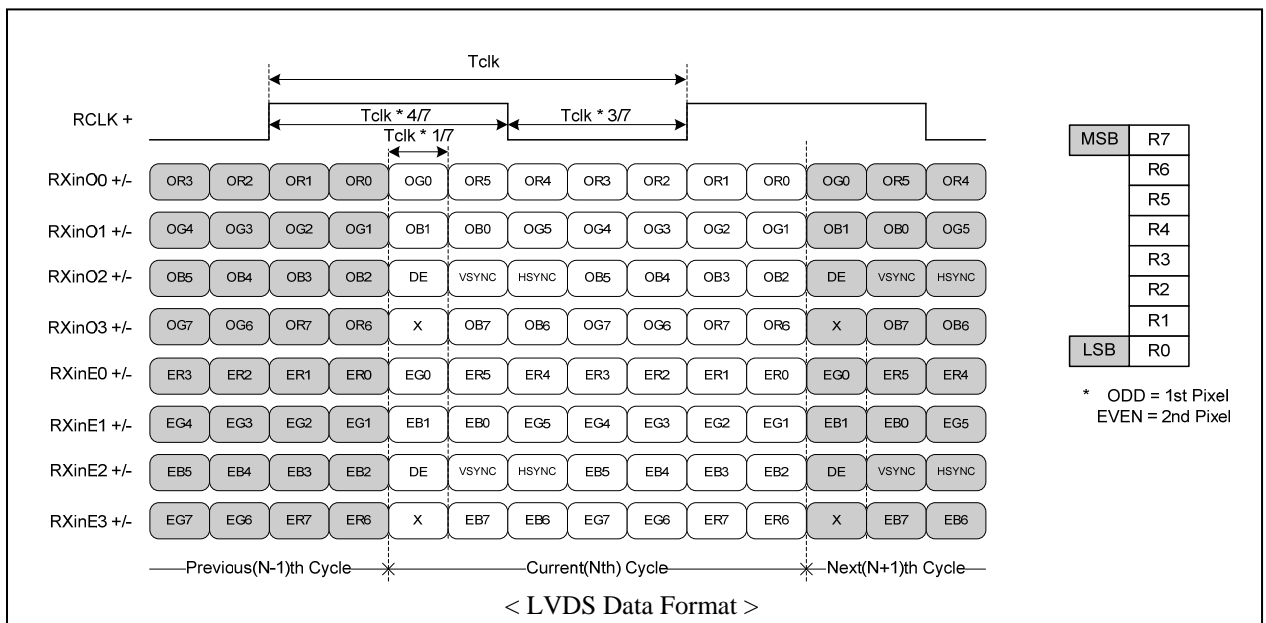 Tclk
RCLK +
Tclk * 4/7
Tclk * 3/7
Tclk * 1/7
RXinO0 +/- OR3 OR2 OR1 OR0 OG0 OR5 OR4 OR3 OR2 OR1 OR0 OG0 OR5 OR4
RXinO1 +/- OG4 OG3 OG2 OG1 OB1 OB0 OG5 OG4 OG3 OG2 OG1 OB1 OB0 OG5
RXinO2 +/- OB5 OB4 OB3 OB2 DE VSYNC HSYNC OB5 OB4 OB3 OB2 DE VSYNC HSYNC
RXinO3 +/- OG7 OG6 OR7 OR6 X OB7 OB6 OG7 OG6 OR7 OR6 X OB7 OB6
RXinE0 +/- ER3 ER2 ER1 ER0 EG0 ER5 ER4 ER3 ER2 ER1 ER0 EG0 ER5 ER4
RXinE1 +/- EG4 EG3 EG2 EG1 EB1 EB0 EG5 EG4 EG3 EG2 EG1 EB1 EB0 EG5
RXinE2 +/- EB5 EB4 EB3 EB2 DE VSYNC HSYNC EB5 EB4 EB3 EB2 DE VSYNC HSYNC
RXinE3 +/- EG7 EG6 ER7 ER6 X EB7 EB6 EG7 EG6 ER7 ER6 X EB7 EB6
Previous(N-1)th Cycle Current(Nth) Cycle Next(N+1)th Cycle
MSB R7
R6
R5
R4
R3
R2
R1
LSB R0
* ODD = 1st Pixel
EVEN = 2nd Pixel
< LVDS Data Format >